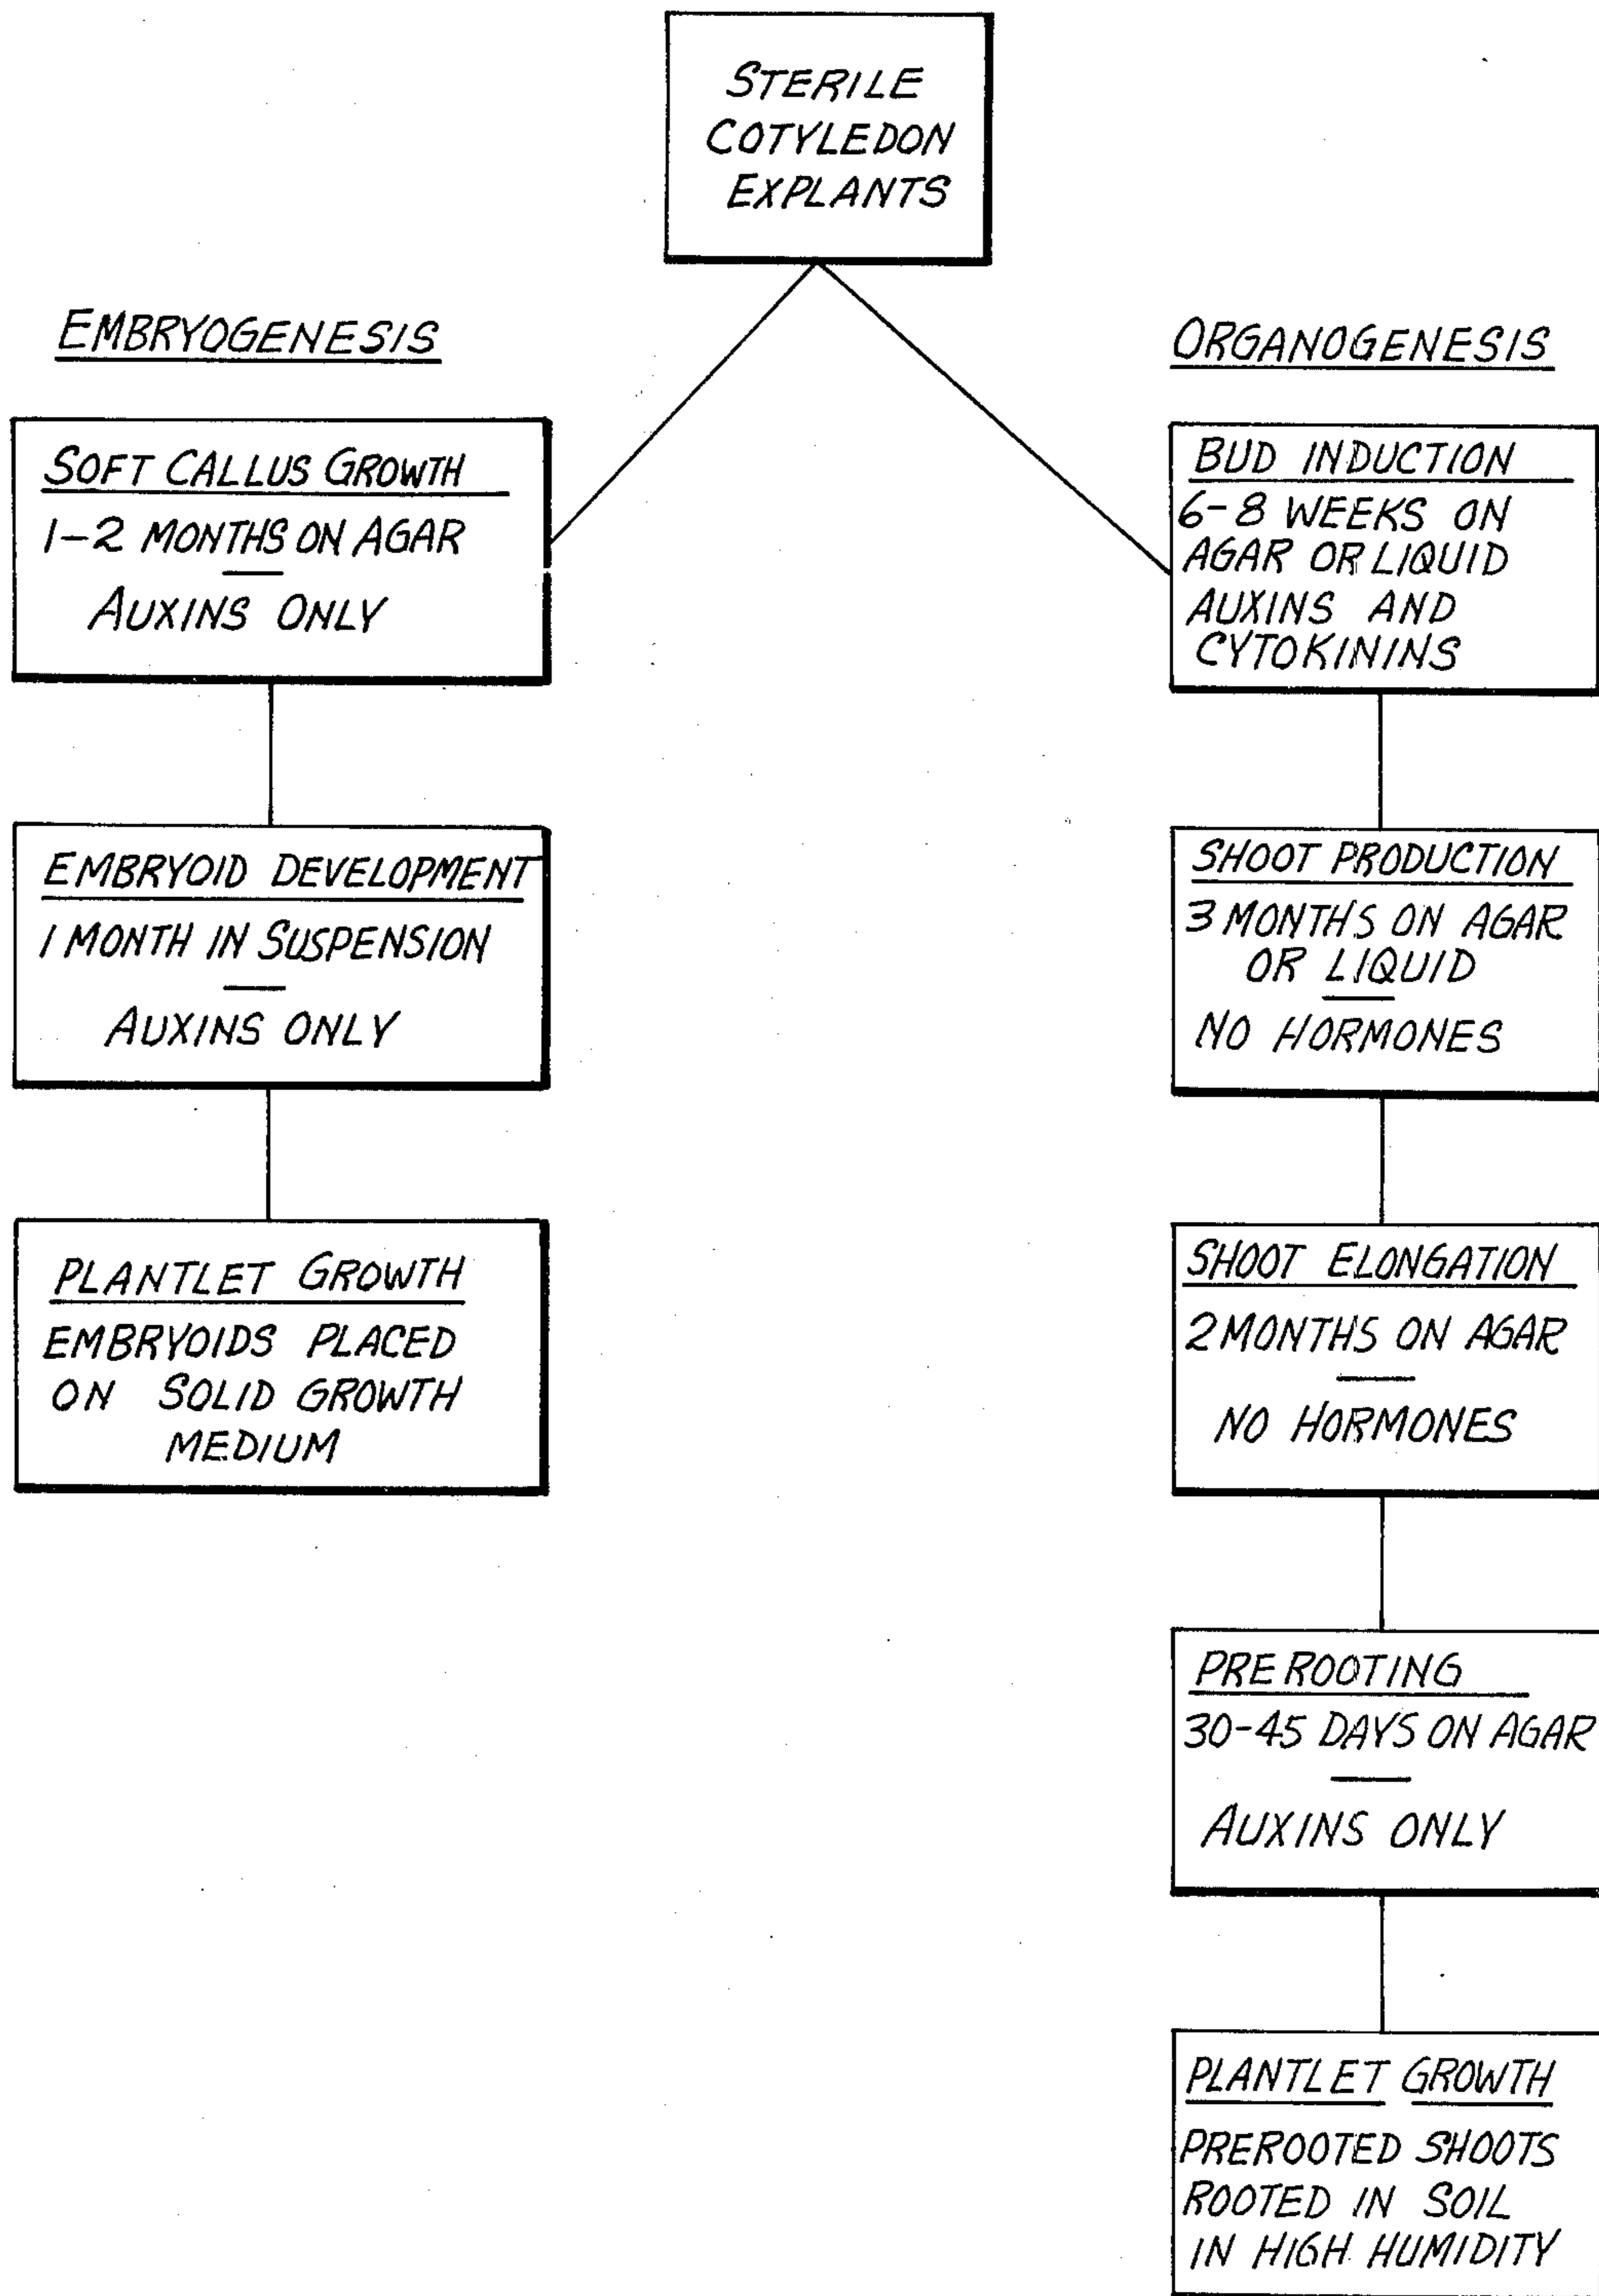 STERILE
COTYLEDON
EXPLANTS
EMBRYOGENESIS
SOFT CALLUS GROWTH
1-2 MONTHS ON AGAR
AUXINS ONLY
EMBRYOID DEVELOPMENT
1 MONTH IN SUSPENSION
AUXINS ONLY
PLANTLET GROWTH
EMBRYOIDS PLACED
ON SOLID GROWTH
MEDIUM
ORGANOGENESIS
BUD INDUCTION
6-8 WEEKS ON
AGAR OR LIQUID
AUXINS AND
CYTOKININS
SHOOT PRODUCTION
3 MONTHS ON AGAR
OR LIQUID
NO HORMONES
SHOOT ELONGATION
2 MONTHS ON AGAR
NO HORMONES
PREROOTING
30-45 DAYS ON AGAR
AUXINS ONLY
PLANTLET GROWTH
PREROOTED SHOOTS
ROOTED IN SOIL
IN HIGH HUMIDITY